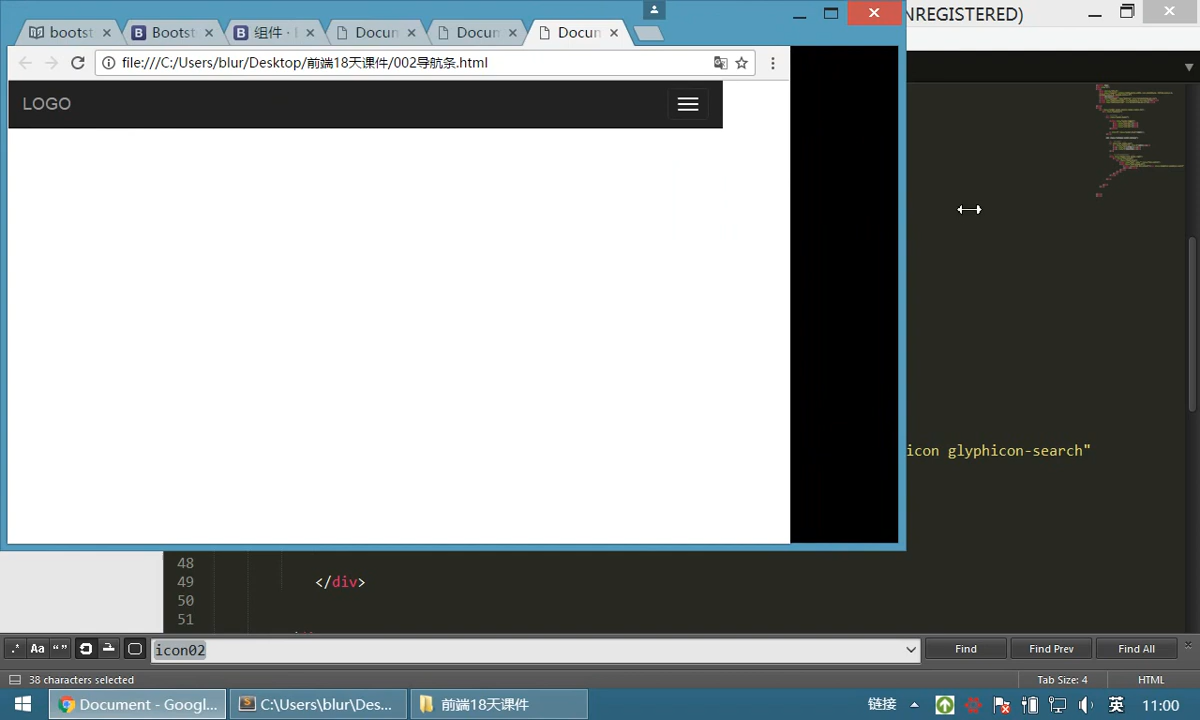 NREGISTERED)
bootst
Bootst
组件 ·
Docum
Docum
Docun
file:///C:/Users/blur/Desktop/前端18天课件/002导航条.html
LOGO
icon glyphicon-search"
48
49 </div>
50
51
.* Aa “ ” icon02 Find Find Prev Find All
38 characters selected Tab Size: 4 HTML
Document - Googl... C:\Users\blur\Des... 前端18天课件 链接 英 11:00